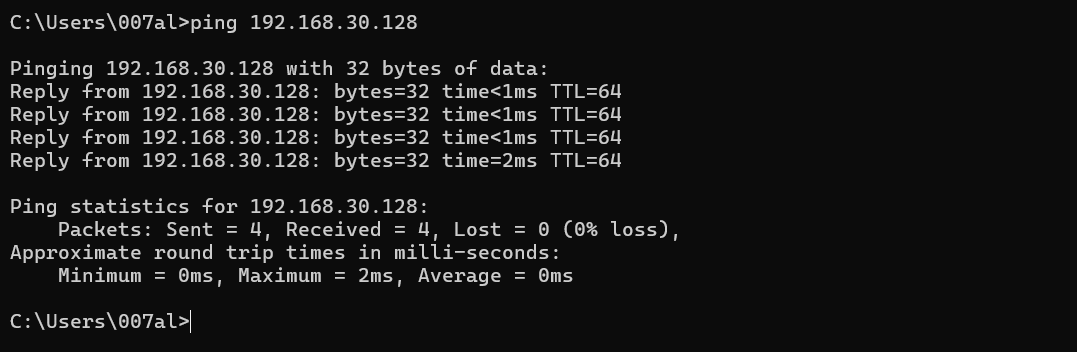 C:\Users\007al>ping 192.168.30.128
Pinging 192.168.30.128 with 32 bytes of data:
Reply from 192.168.30.128: bytes=32 time<1ms TTL=64
Reply from 192.168.30.128: bytes=32 time<1ms TTL=64
Reply from 192.168.30.128: bytes=32 time<1ms TTL=64
Reply from 192.168.30.128: bytes=32 time=2ms TTL=64
Ping statistics for 192.168.30.128:
    Packets: Sent = 4, Received = 4, Lost = 0 (0% loss),
Approximate round trip times in milli-seconds:
    Minimum = 0ms, Maximum = 2ms, Average = 0ms
C:\Users\007al>